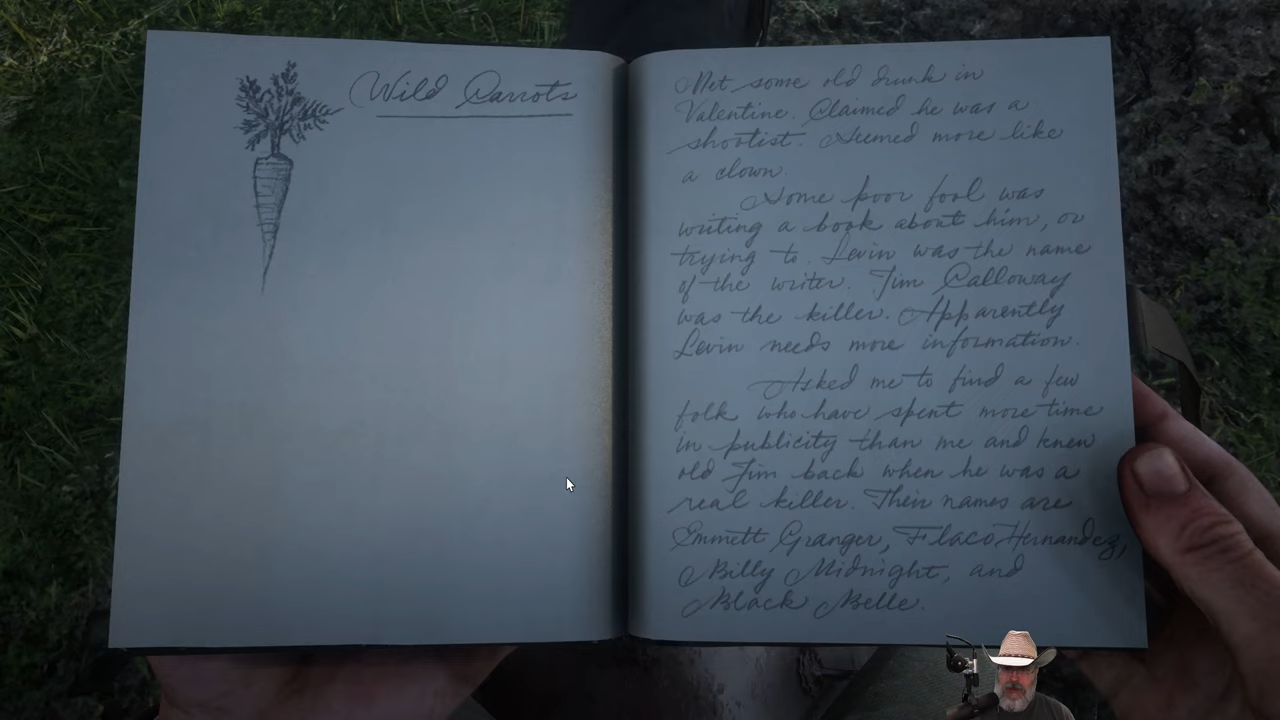 Wild Carrots
Met some old drunk in
Valentine. Claimed he was a
shootist. Seemed more like
a clown.
Some poor fool was
writing a book about him, or
trying to. Levin was the name
of the writer. Jim Calloway
was the killer. Apparently
Levin needs more information.
Asked me to find a few
folk who have spent more time
in publicity than me and knew
old Jim back when he was a
real killer. Their names are
Emmett Granger, Flaco Hernandez,
Billy Midnight, and
Black Belle.